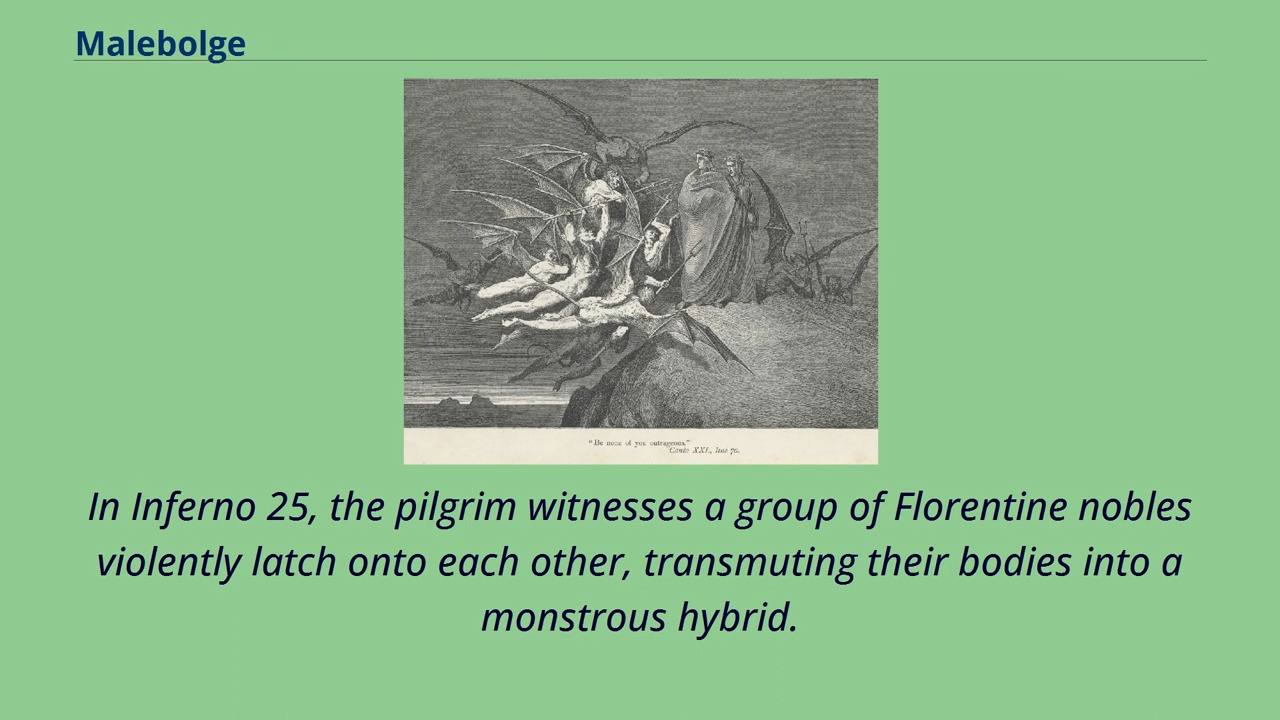 Malebolge
"Be none of you outrageous."
Canto XXI., line 70.
In Inferno 25, the pilgrim witnesses a group of Florentine nobles
violently latch onto each other, transmuting their bodies into a
monstrous hybrid.